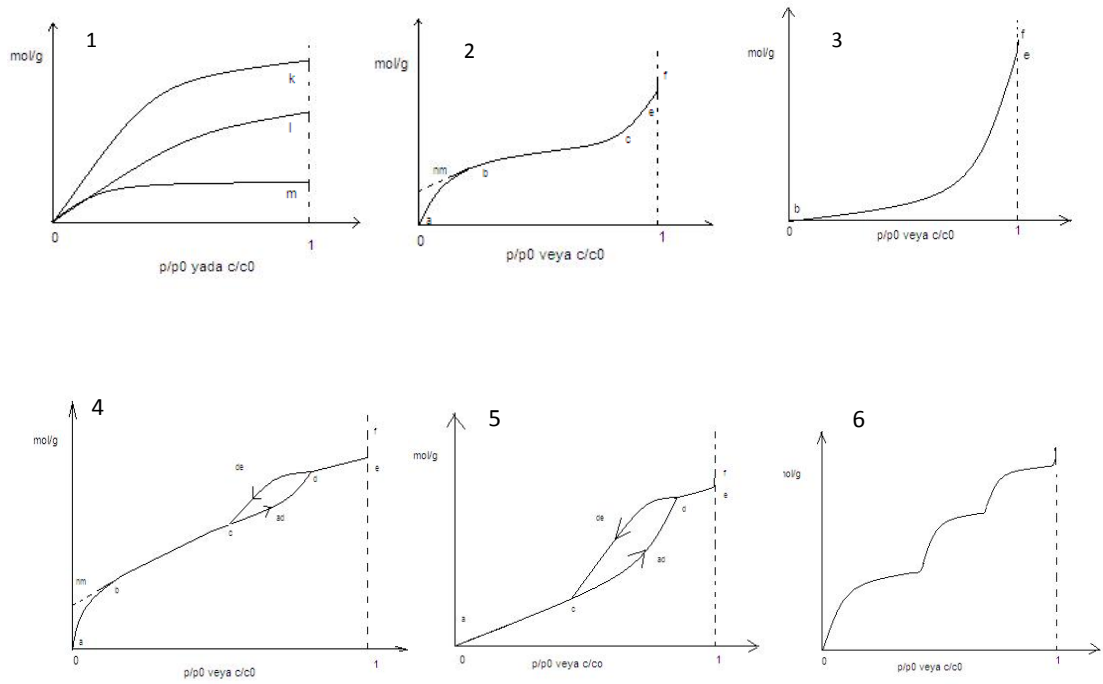 1
mol/g
k
l
m
0
1
p/p0 yada c/c0
2
mol/g
f
e
d
nm
b
a
0
1
p/p0 veya c/c0
3
mol/g
f
e
b
0
1
p/p0 veya c/c0
4
mol/g
f
de
d
e
ad
c
nm
b
a
0
1
p/p0 veya c/c0
5
mol/g
f
e
de
d
ad
a
c
0
1
p/p0 veya c/co
6
nol/g
0
1
p/p0 veya c/c0